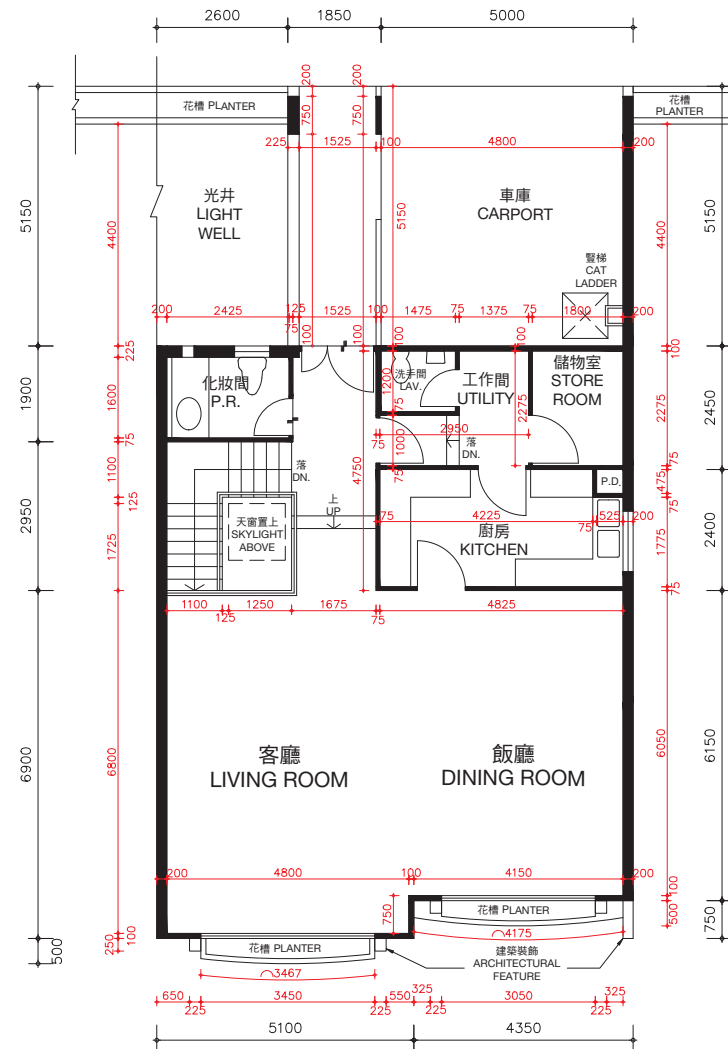 2600 1850 5000
200 200
花槽 PLANTER
花槽
PLANTER
750 750
225 1525 100 4800 200
光井
LIGHT
WELL
車庫
CARPORT
5150 4400 5150 4400 5150
豎梯
CAT
LADDER
200 2425 125 1525 100 1475 75 1375 75 1800 200
75
225 100 100 100 100
化妝間
P.R.
洗手間
LAV.
工作間
UTILITY
儲物室
STORE
ROOM
1900 1600 1200 2275 2275 2450
75 75
2950
75 1000 75
落
DN.
落
DN.
1100 4750 75 475
P.D.
125 75
上
UP
天窗置上
SKYLIGHT
ABOVE
75 4225 525 200
75
廚房
KITCHEN
2950 1725 1775 2400
75
1100 1250 1675 4825
125 75
客廳
LIVING ROOM
飯廳
DINING ROOM
6900 6800 6050 6150
200 4800 100 4150 200
100
750 500 750
花槽 PLANTER
4175
100
250
500
花槽 PLANTER
建築裝飾
ARCHITECTURAL
FEATURE
3467
650 3450 550 325 3050 325
225 225 225 225
5100 4350